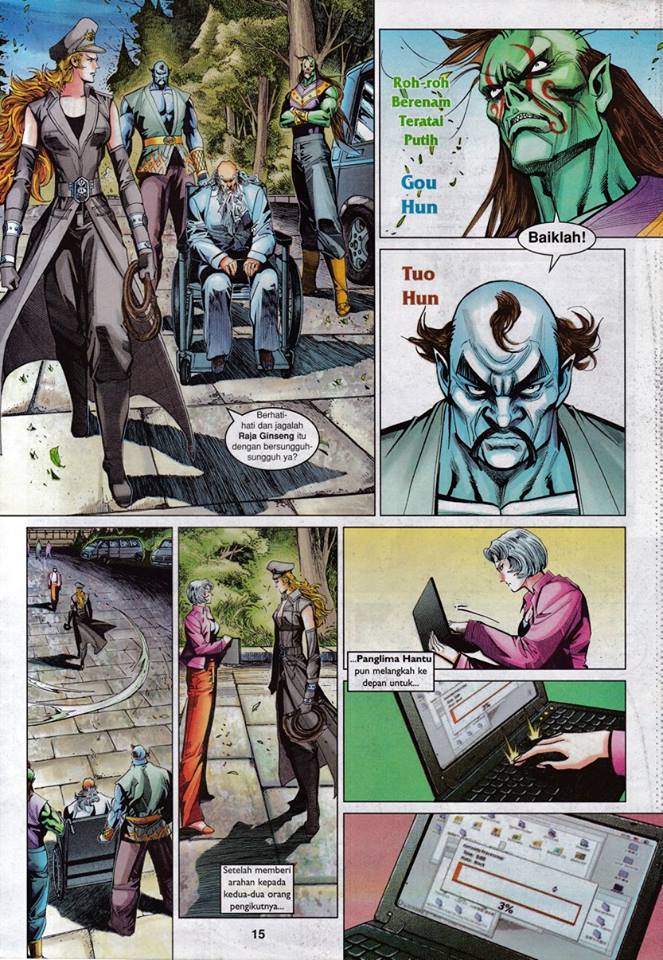 Roh-roh
Berenam
Teratai
Putih
Gou
Hun
Baiklah!
Tuo
Hun
Berhati-
hati dan jagalah
Raja Ginseng itu
dengan bersungguh-
sungguh ya?
Setelah memberi
arahan kepada
kedua-dua orang
pengikutnya...
...Panglima Hantu
pun melangkah ke
depan untuk...
3%
15